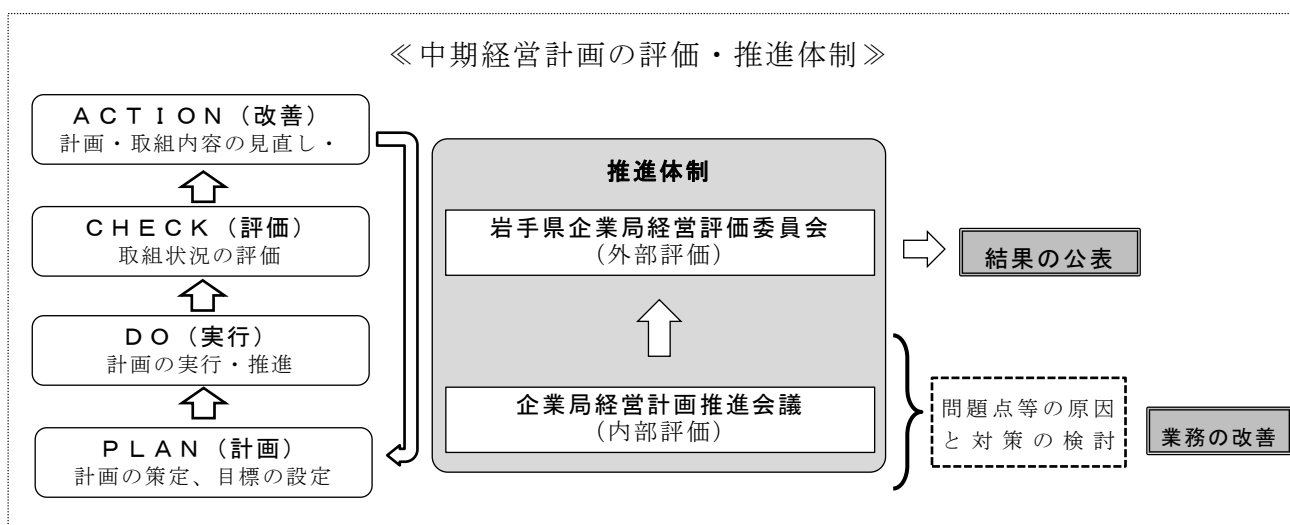 ≪中期経営計画の評価・推進体制≫
ACTION（改善）
計画・取組内容の見直し・
CHECK（評価）
取組状況の評価
DO（実行）
計画の実行・推進
PLAN（計画）
計画の策定、目標の設定
推進体制
岩手県企業局経営評価委員会
（外部評価）
企業局経営計画推進会議
（内部評価）
結果の公表
問題点等の原因
と対策の検討
業務の改善